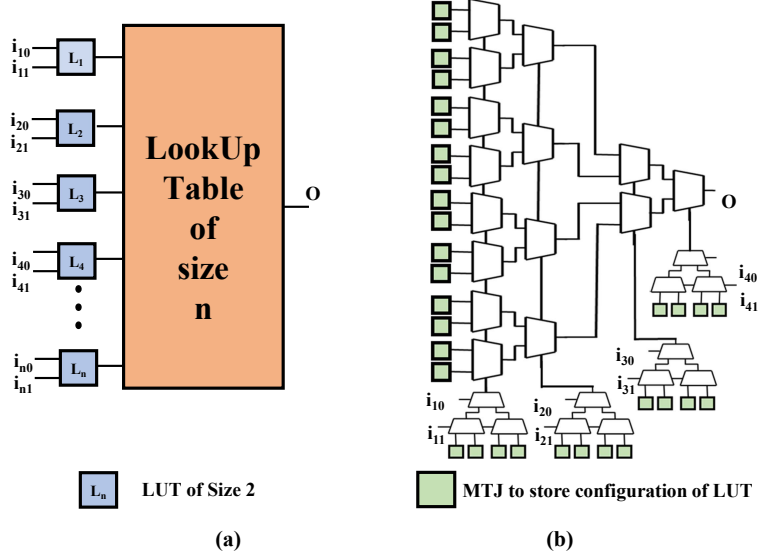 i10
i11
L1
i20
i21
L2
i30
i31
L3
i40
i41
L4
in0
in1
Ln
LookUp
Table
of
size
n
O
Ln
LUT of Size 2
(a)
O
i40
i41
i30
i31
i10
i11
i20
i21
MTJ to store configuration of LUT
(b)